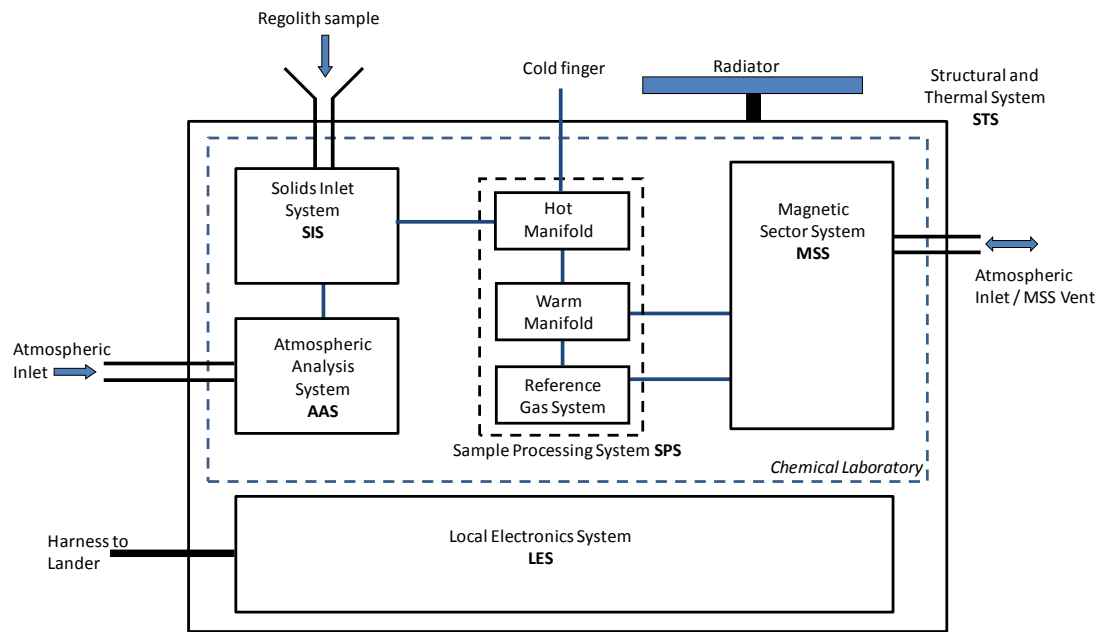 Regolith sample
Cold finger
Radiator
Structural and
Thermal System
STS
Solids Inlet
System
SIS
Hot
Manifold
Magnetic
Sector System
MSS
Atmospheric
Inlet / MSS Vent
Warm
Manifold
Atmospheric
Inlet
Atmospheric
Analysis
System
AAS
Reference
Gas System
Sample Processing System SPS
Chemical Laboratory
Harness to
Lander
Local Electronics System
LES